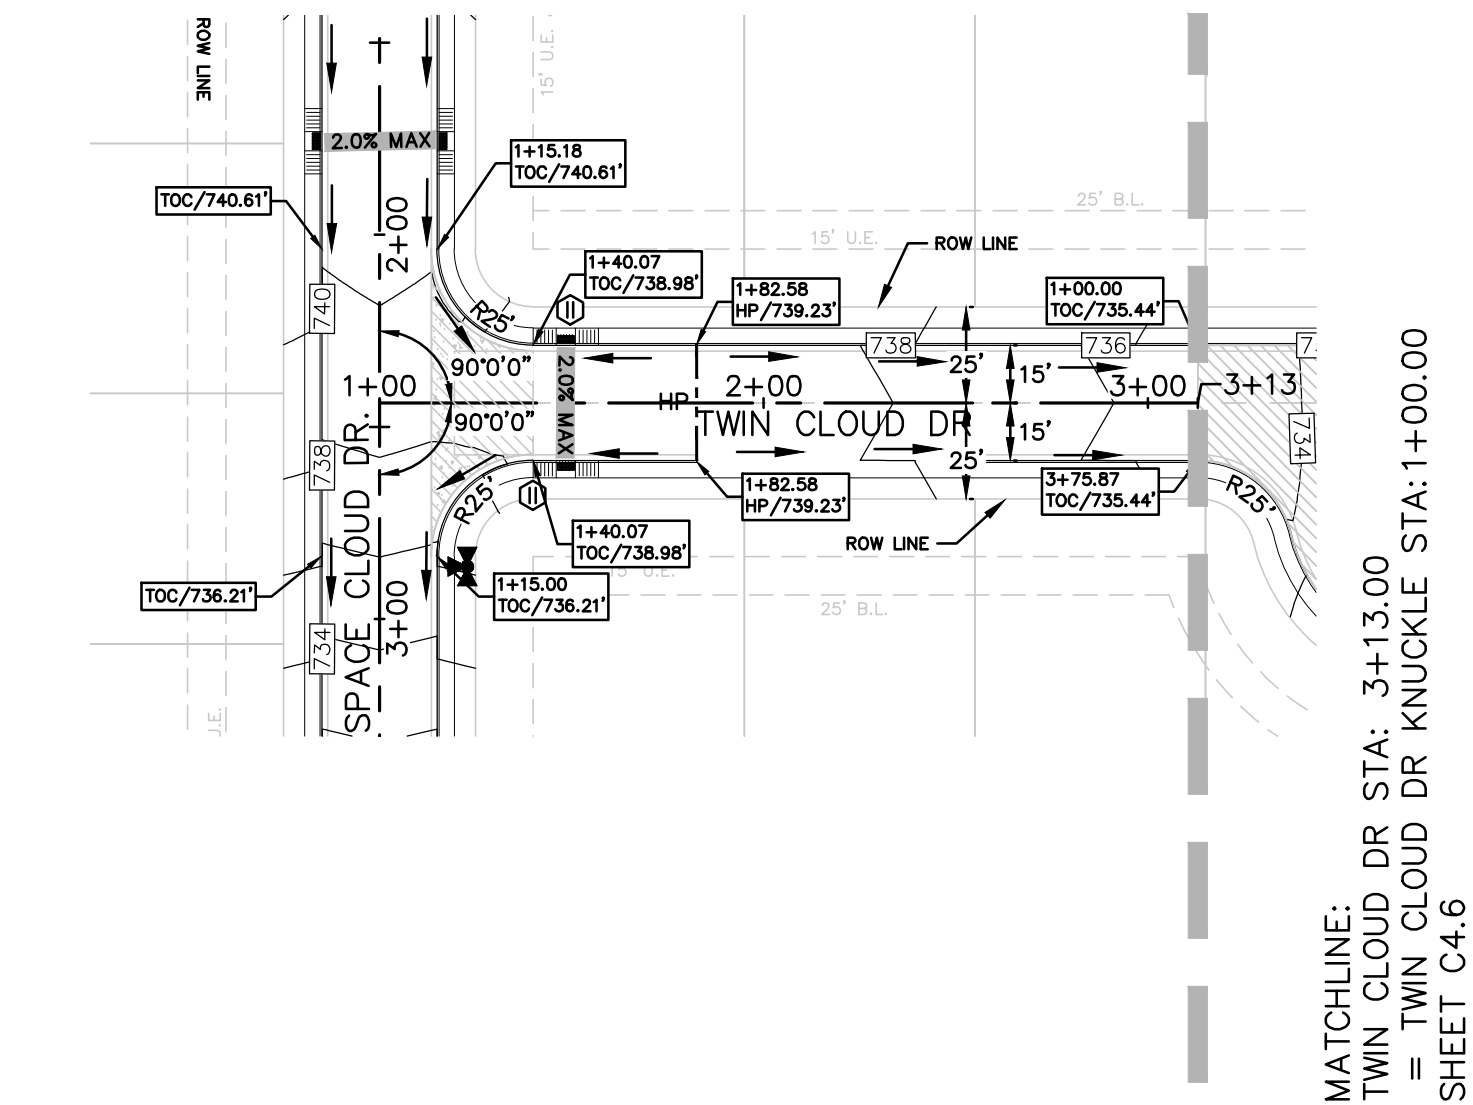 ROW LINE
15' U.E.
2.0% MAX
1+15.18
TOC/740.61'
TOC/740.61'
2+00
25' B.L.
15' U.E.
ROW LINE
1+40.07
TOC/738.98'
1+82.58
HP/739.23'
1+00.00
TOC/735.44'
740
R25'
738
736
90°0'0"
25'
15'
1+00
2.0% MAX
2+00
3+00
3+13
HP
90°0'0"
TWIN CLOUD DR
15'
25'
738
734
SPACE CLOUD DR.
R25'
1+82.58
HP/739.23'
3+75.87
TOC/735.44'
R25'
1+40.07
TOC/738.98'
ROW LINE
15' U.E.
TOC/736.21'
1+15.00
TOC/736.21'
25' B.L.
3+00
734
U.E.
MATCHLINE:
TWIN CLOUD DR STA: 3+13.00
= TWIN CLOUD DR KNUCKLE STA:1+00.00
SHEET C4.6